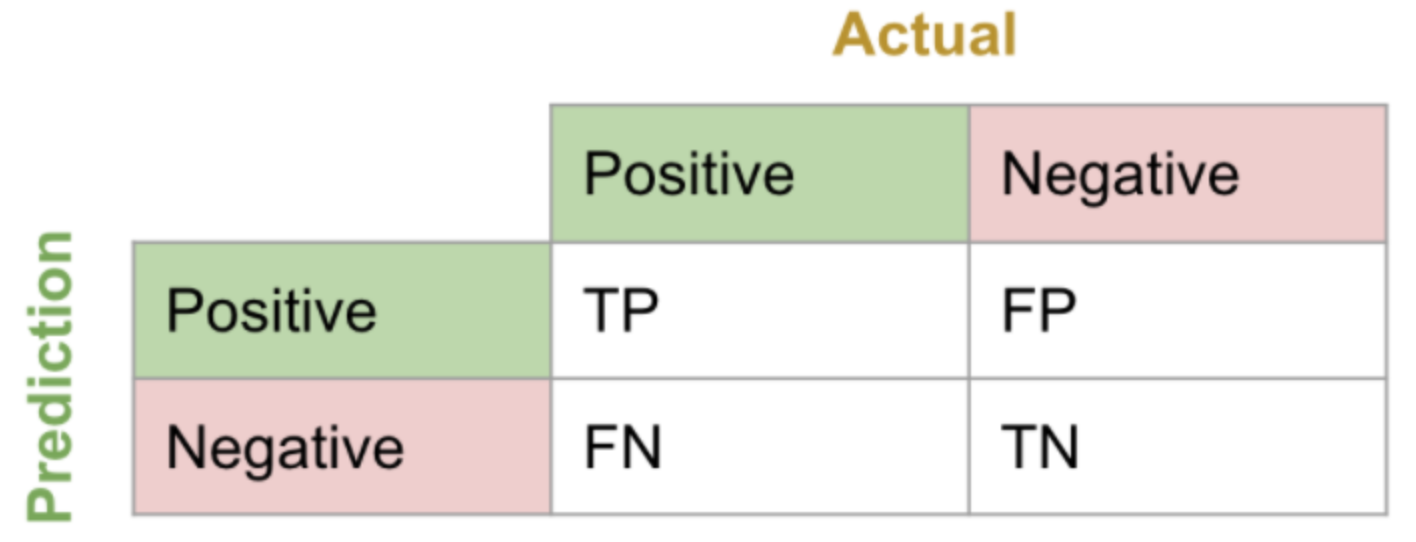 Actual
Positive Negative
Prediction
Positive TP FP
Negative FN TN